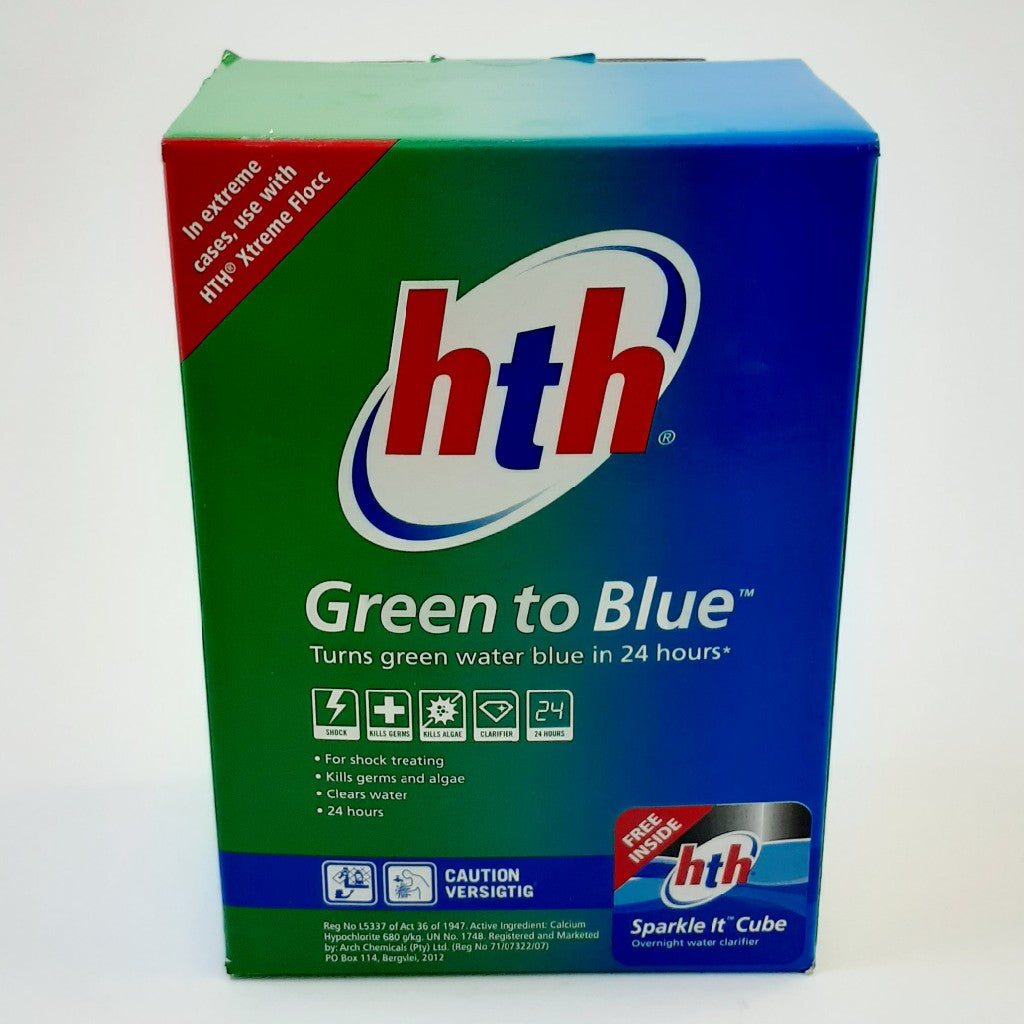 In extreme
cases, use with
HTH® Xtreme Flocc
hth®
Green to Blue™
Turns green water blue in 24 hours*
SHOCK
KILLS GERMS
KILLS ALGAE
CLARIFIER
24
24 HOURS
• For shock treating
• Kills germs and algae
• Clears water
• 24 hours
CAUTION
VERSIGTIG
Reg No L5337 of Act 36 of 1947. Active Ingredient: Calcium
Hypochlorite 680 g/kg. UN No. 1748. Registered and Marketed
by: Arch Chemicals (Pty) Ltd. (Reg No 71/07322/07)
PO Box 114, Bergvlei, 2012
FREE
INSIDE
hth
Sparkle It™ Cube
Overnight water clarifier